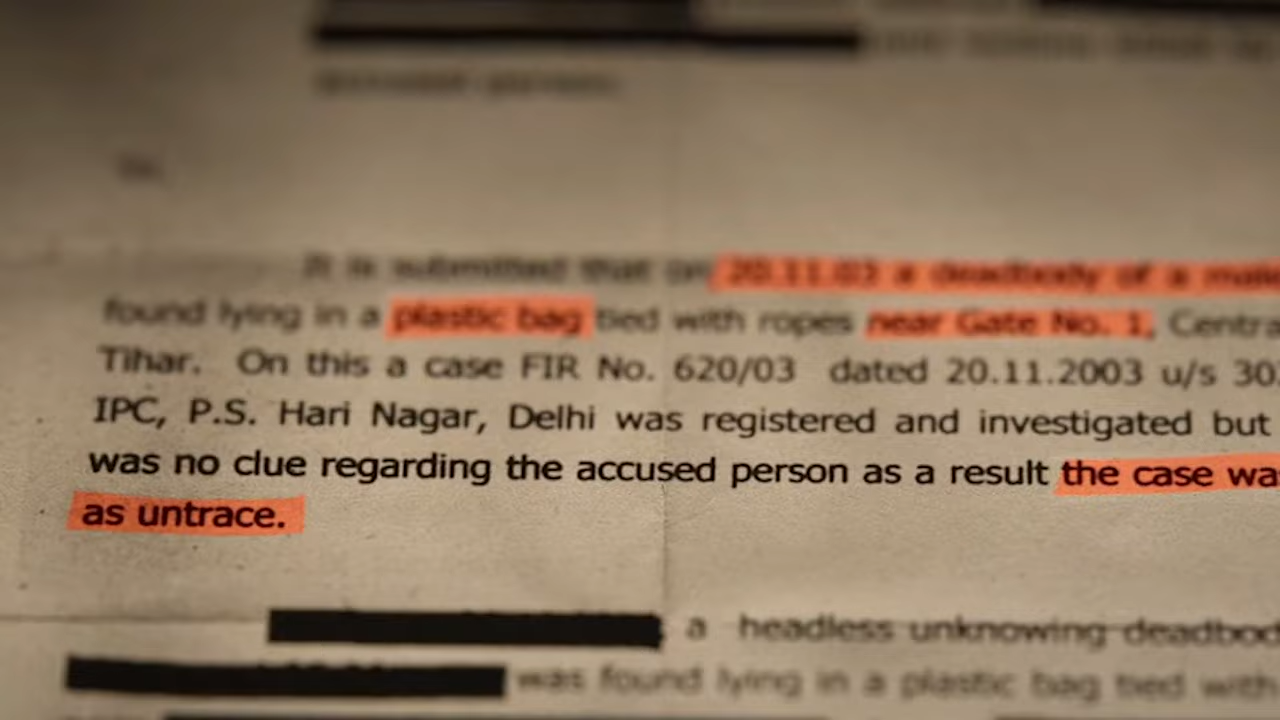 It is submitted that on 20.11.03 a deadbody of a male
found lying in a plastic bag tied with ropes near Gate No. 1, Centra
Tihar. On this a case FIR No. 620/03 dated 20.11.2003 u/s 30
IPC, P.S. Hari Nagar, Delhi was registered and investigated but
was no clue regarding the accused person as a result the case wa
as untrace.
a headless unknowing deadbod
was found lying in a plastic bag tied with